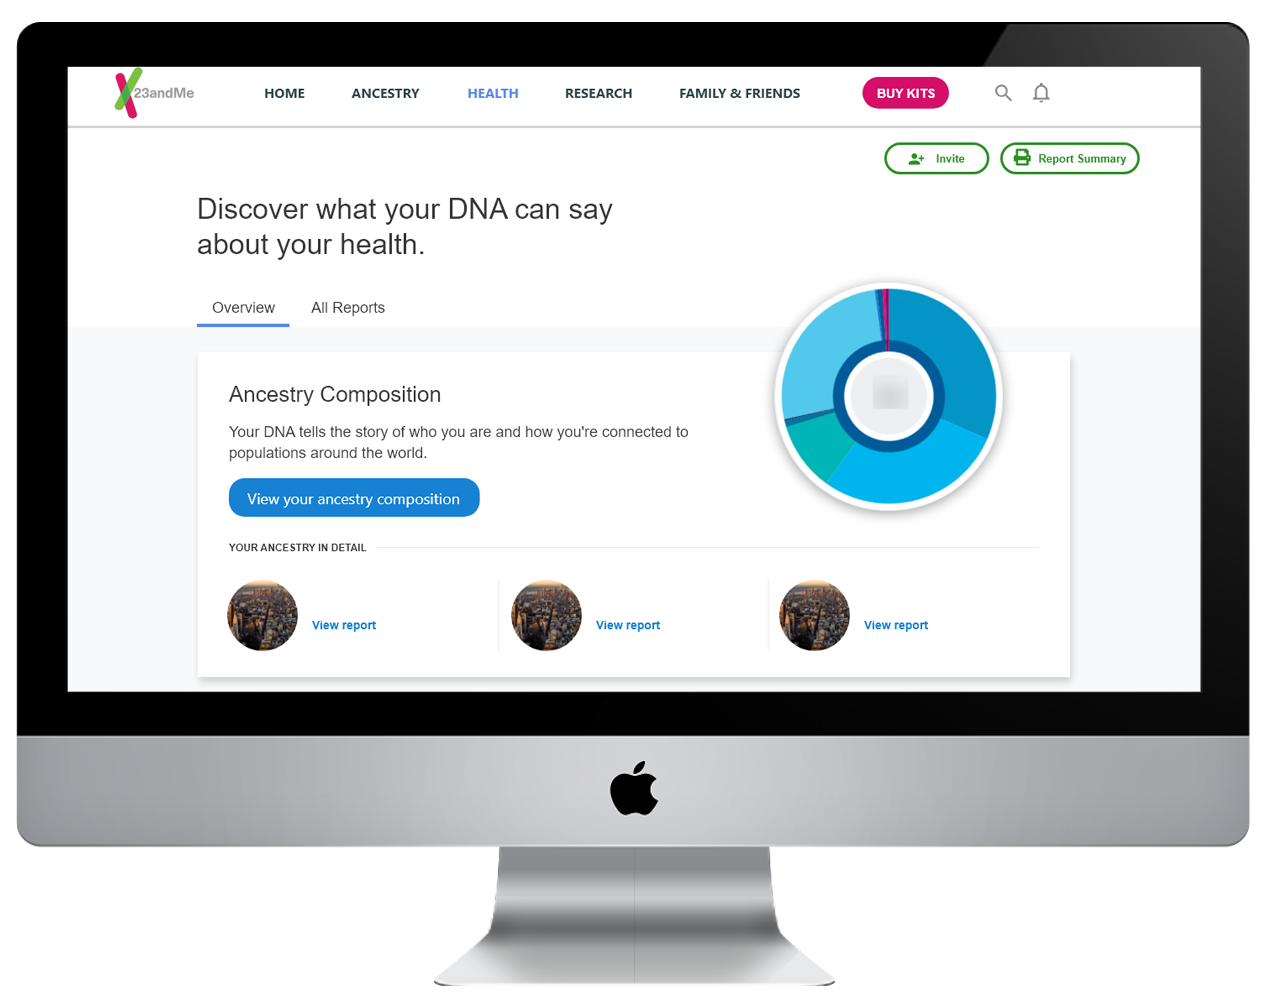 23andMe
HOME
ANCESTRY
HEALTH
RESEARCH
FAMILY & FRIENDS
BUY KITS
Invite
Report Summary
Discover what your DNA can say
about your health.
Overview
All Reports
Ancestry Composition
Your DNA tells the story of who you are and how you're connected to
populations around the world.
View your ancestry composition
YOUR ANCESTRY IN DETAIL
View report
View report
View report